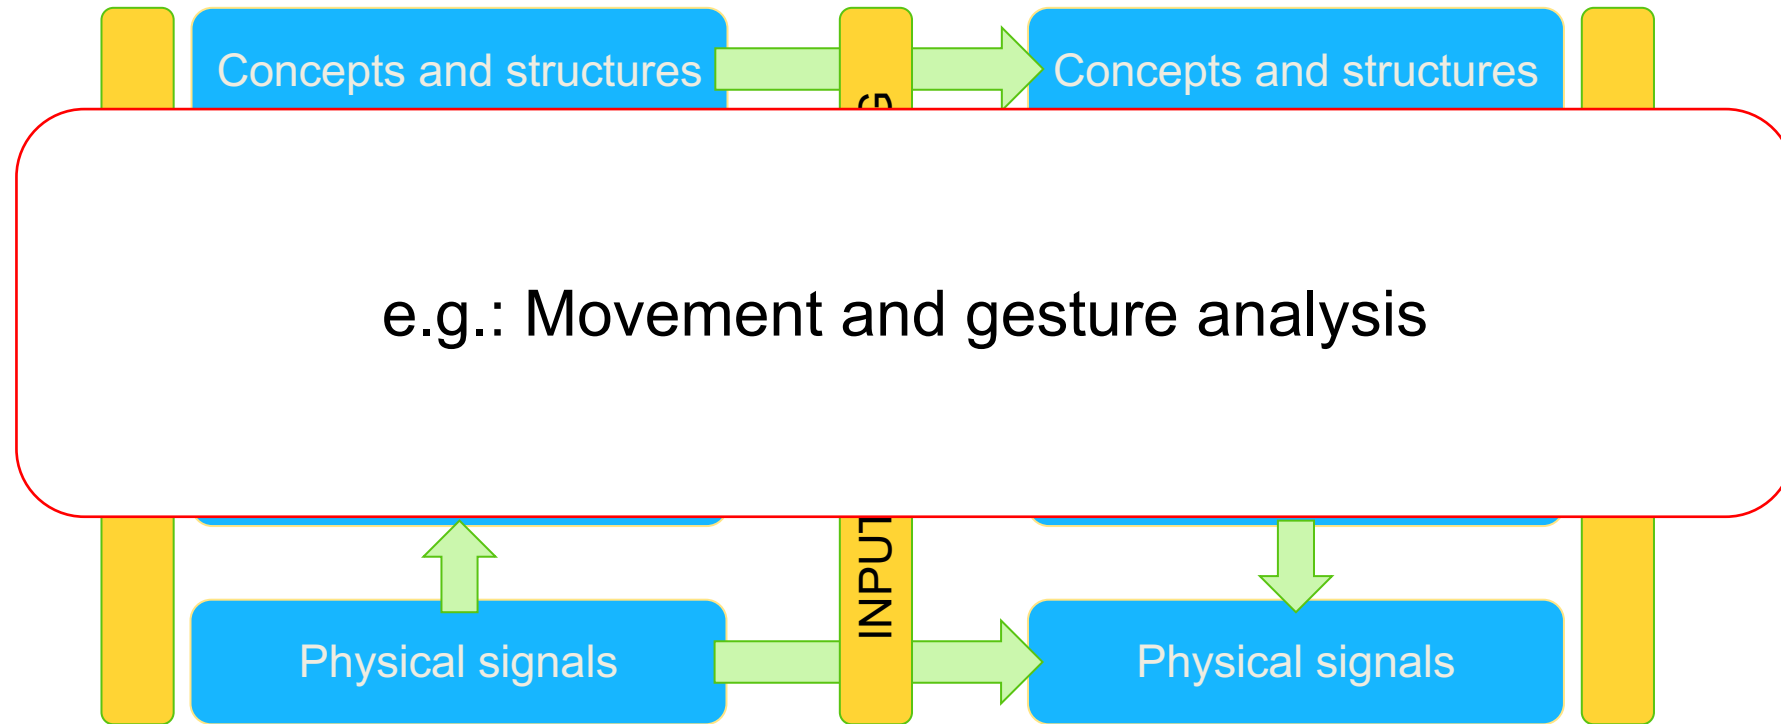 Concepts and structures
Concepts and structures
e.g.: Movement and gesture analysis
INPUT
Physical signals
Physical signals